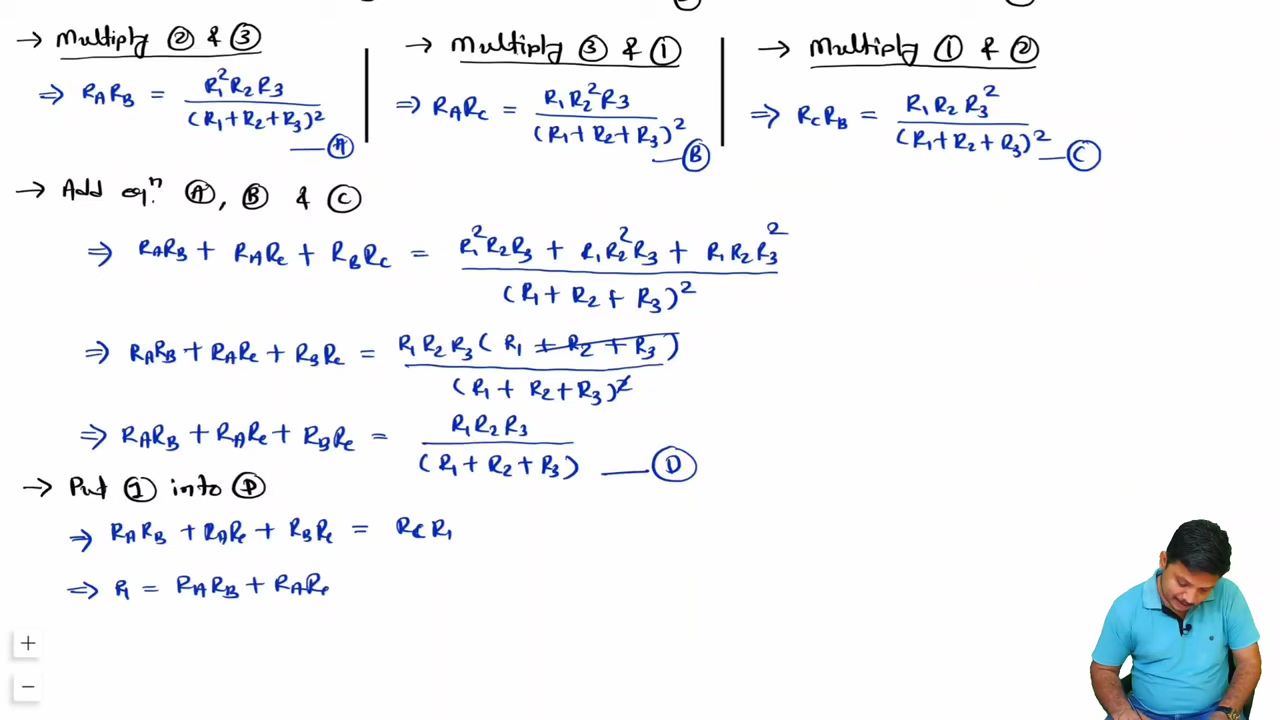 → Multiply ② & ③
⇒ RARB = R1²R2R3 / (R1+R2+R3)² —Ⓐ
→ Multiply ③ & ①
⇒ RARC = R1R2²R3 / (R1+R2+R3)² —Ⓑ
→ Multiply ① & ②
⇒ RCRB = R1R2R3² / (R1+R2+R3)² —Ⓒ
→ Add eqn. Ⓐ, Ⓑ & Ⓒ
⇒ RARB + RARC + RBRC = R1²R2R3 + R1R2²R3 + R1R2R3² / (R1+R2+R3)²
⇒ RARB + RARC + RBRC = R1R2R3(R1+R2+R3) / (R1+R2+R3)²
⇒ RARB + RARC + RBRC = R1R2R3 / (R1+R2+R3) —Ⓓ
→ Put ① into Ⓓ
⇒ RARB + RARC + RBRC = RCR1
⇒ R1 = RARB + RARC
+
−